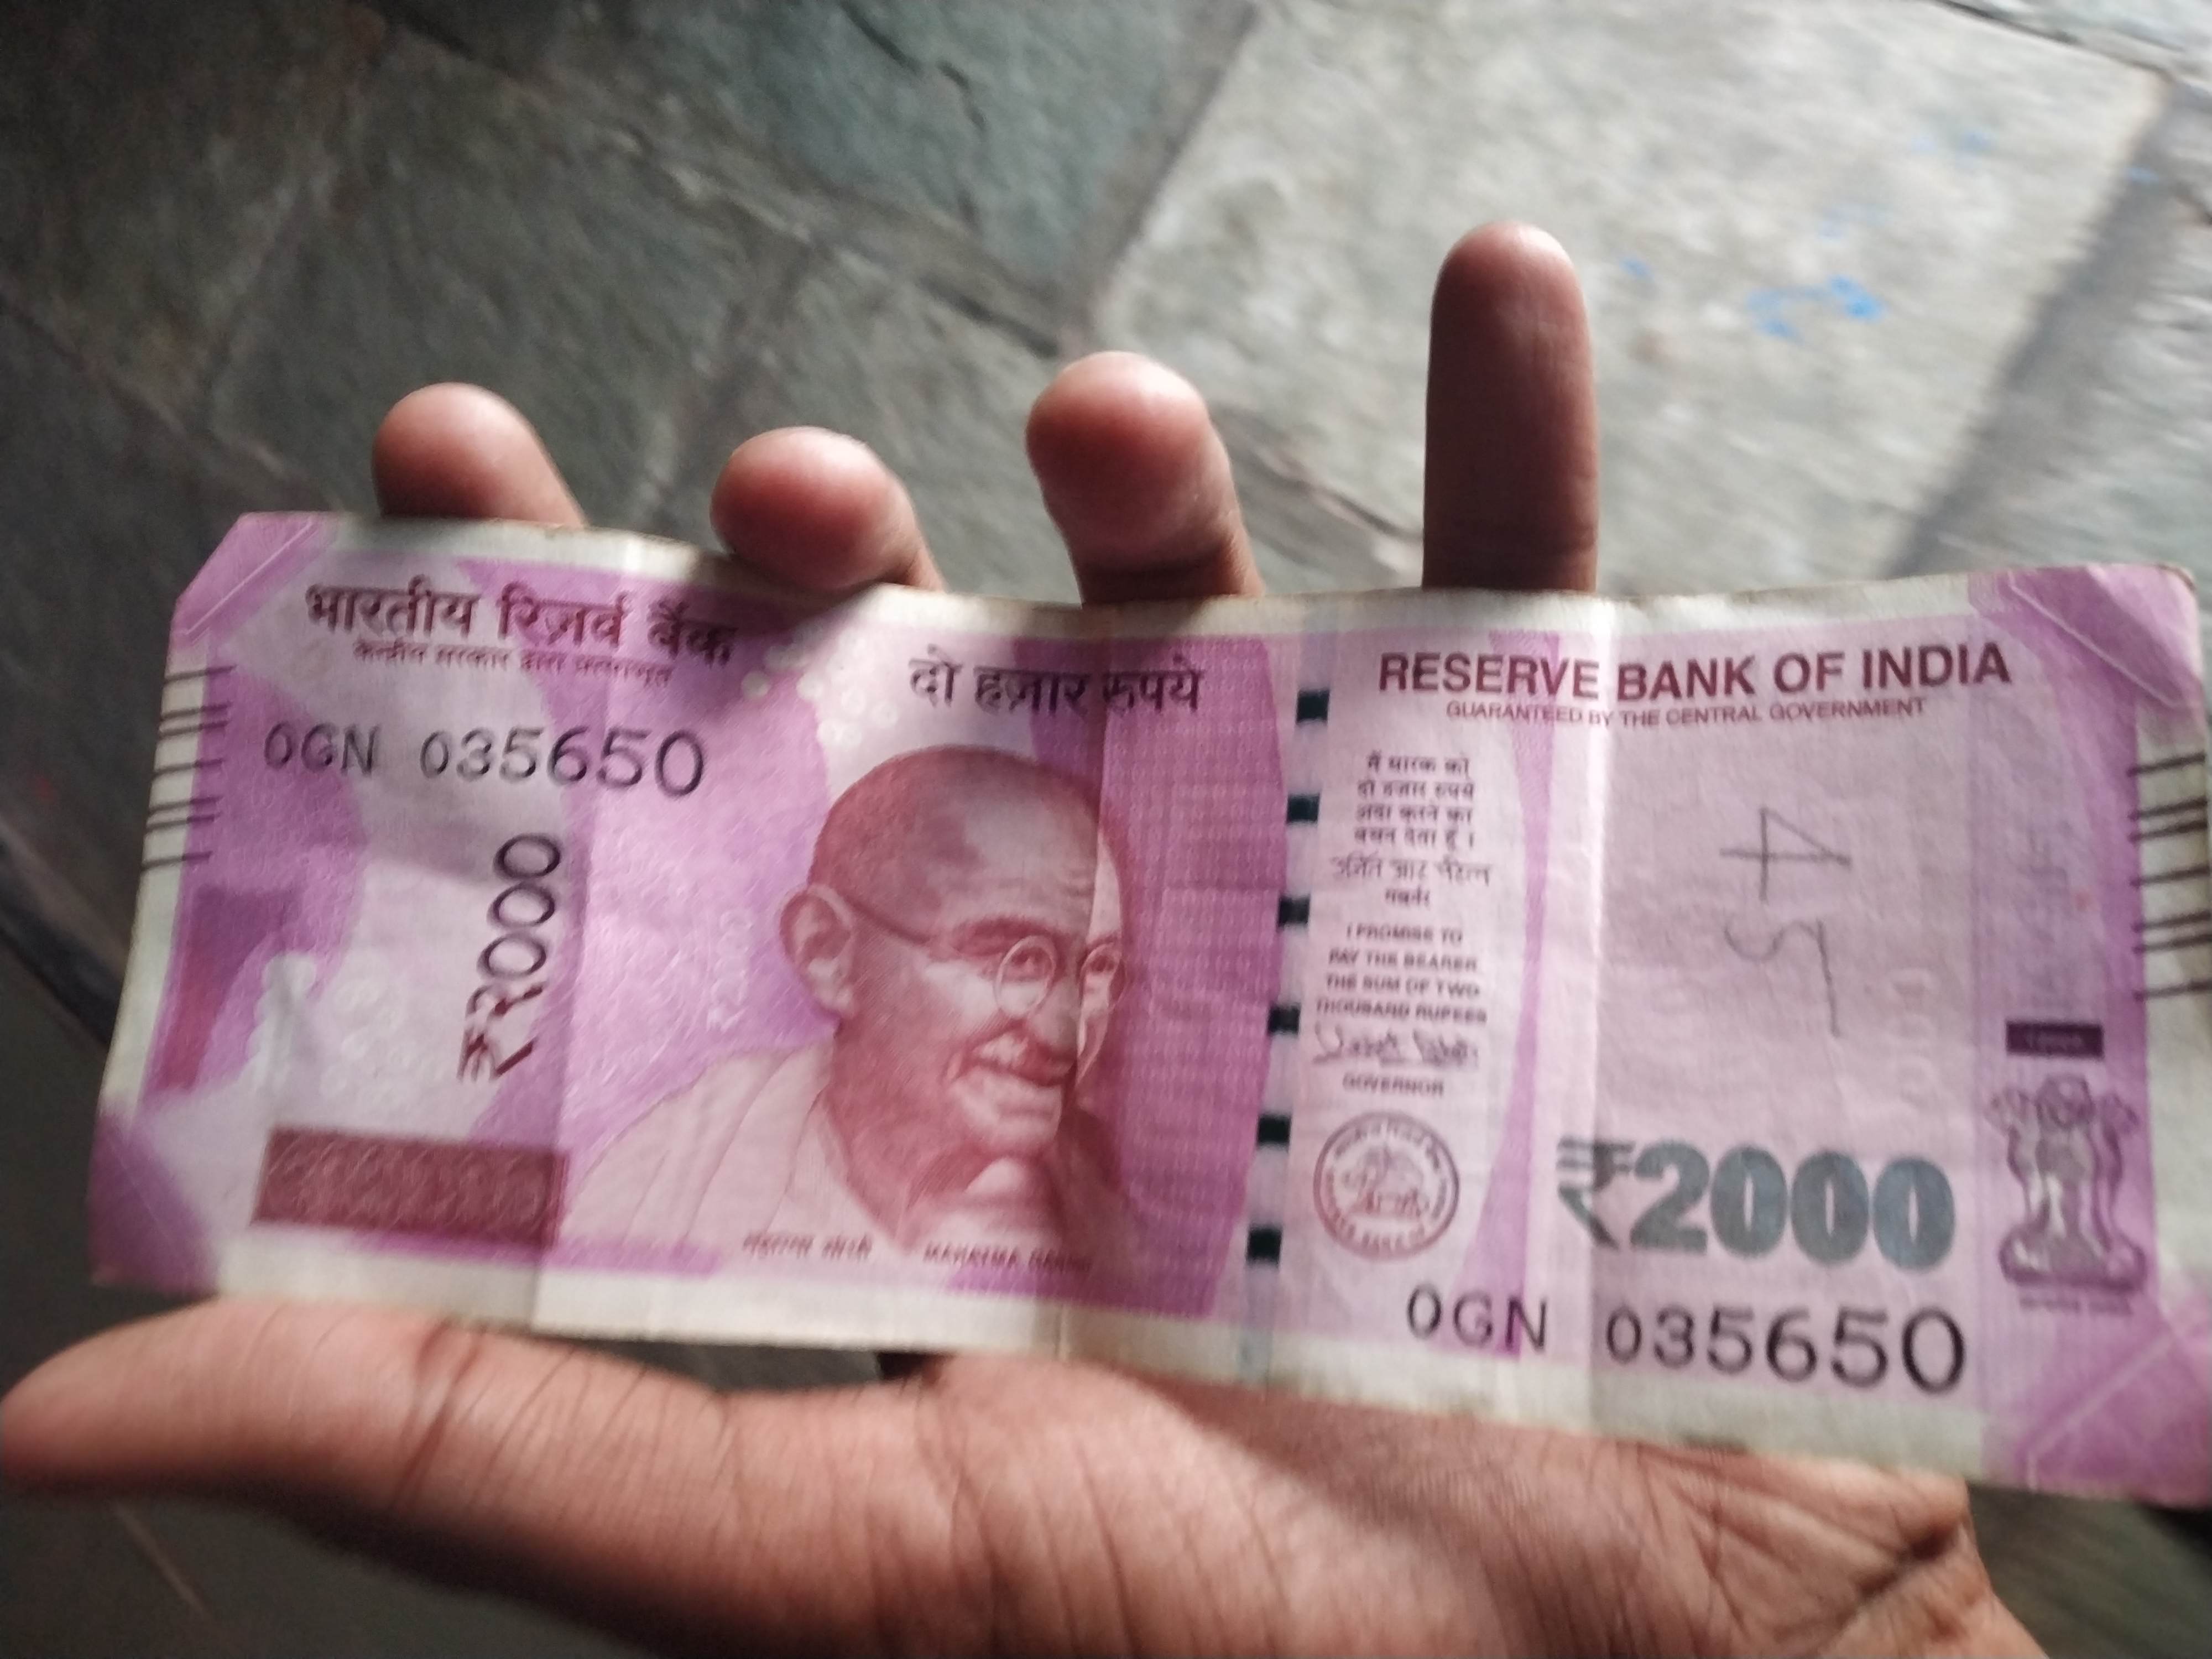 भारतीय रिज़र्व बैंक
केन्द्रीय सरकार द्वारा प्रत्याभूत
RESERVE BANK OF INDIA
GUARANTEED BY THE CENTRAL GOVERNMENT
0GN 035650
दो हज़ार रुपये
₹२000
₹2000
मैं धारक को
दो हज़ार रुपये
अदा करने का
वचन देता हूँ।
गवर्नर
I PROMISE TO
PAY THE BEARER
THE SUM OF TWO
THOUSAND RUPEES
GOVERNOR
महात्मा गांधी MAHATMA GANDHI
₹2000
0GN 035650